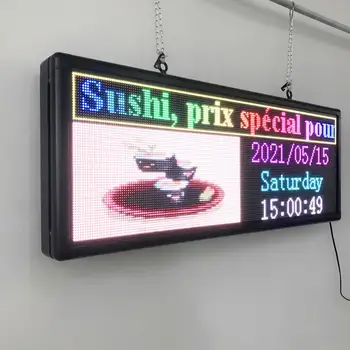 Sushi, prix spécial pour
2021/05/15
Saturday
15:00:49